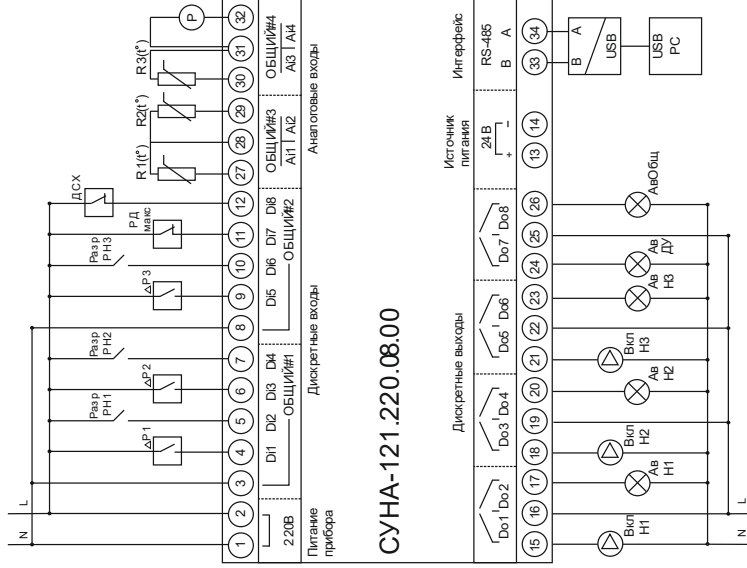 P
R1(t°) R2(t°) R3(t°)
ДСХ
РД макс
Разр РН1
Разр РН2
Разр РН3
△P1
△P2
△P3
N L
1 2 3 4 5 6 7 8 9 10 11 12 27 28 29 30 31 32
220В
Di1 Di2 Di3 Di4
ОБЩИЙ#1
Di5 Di6 Di7 Di8
ОБЩИЙ#2
ОБЩИЙ#3
Ai1 Ai2
ОБЩИЙ#4
Ai3 Ai4
Питание
прибора
Дискретные входы
Аналоговые входы
СУНА-121.220.08.00
Дискретные выходы
Источник
питания
Интерфейс
Do1 Do2
Do3 Do4
Do5 Do6
Do7 Do8
24В
+ −
RS-485
B A
15 16 17 18 19 20 21 22 23 24 25 26 13 14 33 34
B A
USB
USB
PC
Вкл
Н1
Ав
Н1
Вкл
Н2
Ав
Н2
Вкл
Н3
Ав
Н3
Ав
ДУ
АвОбщ
N L